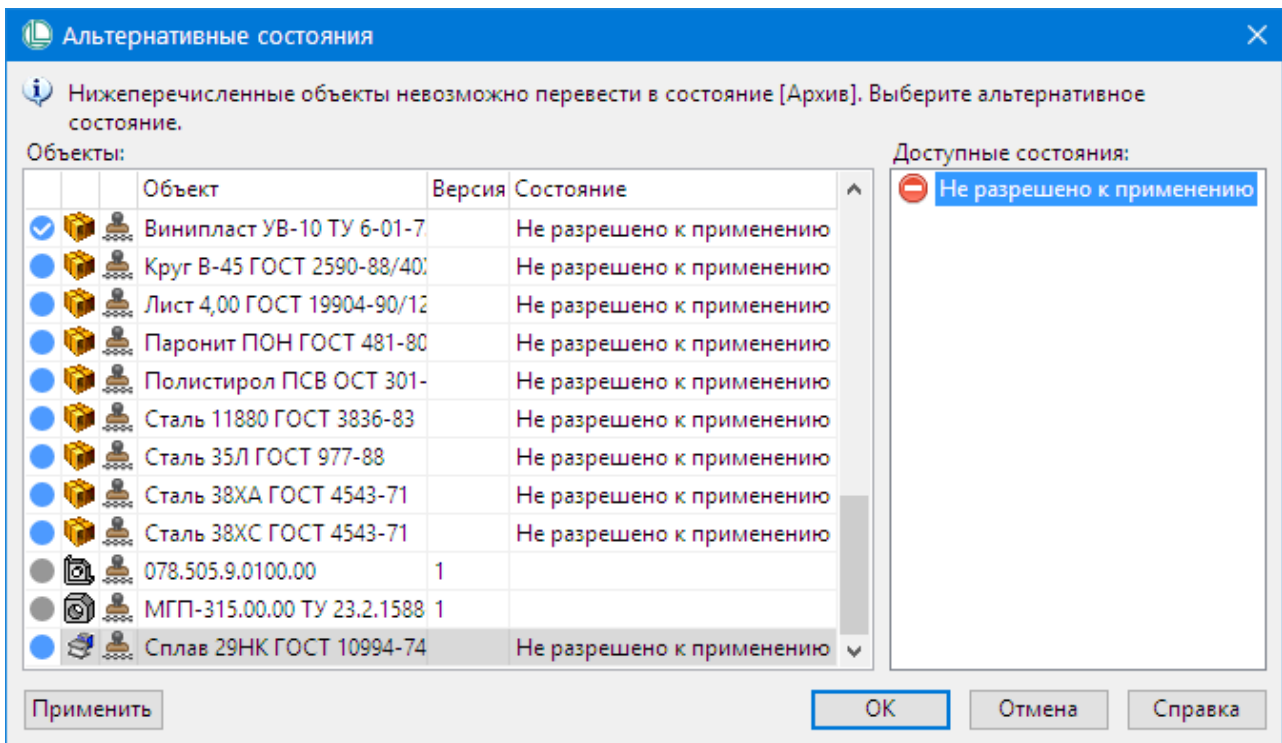 Альтернативные состояния
Нижеперечисленные объекты невозможно перевести в состояние [Архив]. Выберите альтернативное
состояние.
Объекты: Доступные состояния:
Объект Версия Состояние
Не разрешено к применению
Винипласт УВ-10 ТУ 6-01-7 Не разрешено к применению
Круг В-45 ГОСТ 2590-88/40 Не разрешено к применению
Лист 4,00 ГОСТ 19904-90/12 Не разрешено к применению
Паронит ПОН ГОСТ 481-80 Не разрешено к применению
Полистирол ПСВ ОСТ 301- Не разрешено к применению
Сталь 11880 ГОСТ 3836-83 Не разрешено к применению
Сталь 35Л ГОСТ 977-88 Не разрешено к применению
Сталь 38ХА ГОСТ 4543-71 Не разрешено к применению
Сталь 38ХС ГОСТ 4543-71 Не разрешено к применению
078.505.9.0100.00 1
МГП-315.00.00 ТУ 23.2.1588 1
Сплав 29НК ГОСТ 10994-74 Не разрешено к применению
Применить ОК Отмена Справка